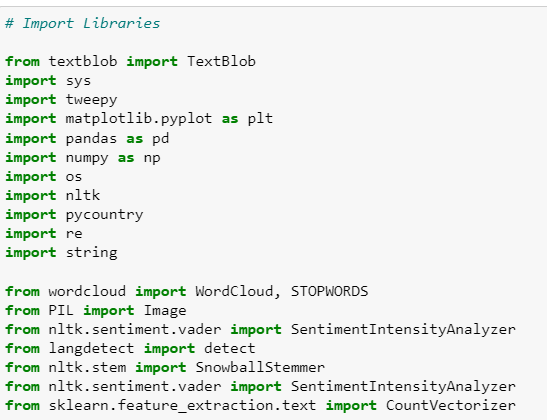 # Import Libraries
from textblob import TextBlob
import sys
import tweepy
import matplotlib.pyplot as plt
import pandas as pd
import numpy as np
import os
import nltk
import pycountry
import re
import string
from wordcloud import WordCloud, STOPWORDS
from PIL import Image
from nltk.sentiment.vader import SentimentIntensityAnalyzer
from langdetect import detect
from nltk.stem import SnowballStemmer
from nltk.sentiment.vader import SentimentIntensityAnalyzer
from sklearn.feature_extraction.text import CountVectorizer